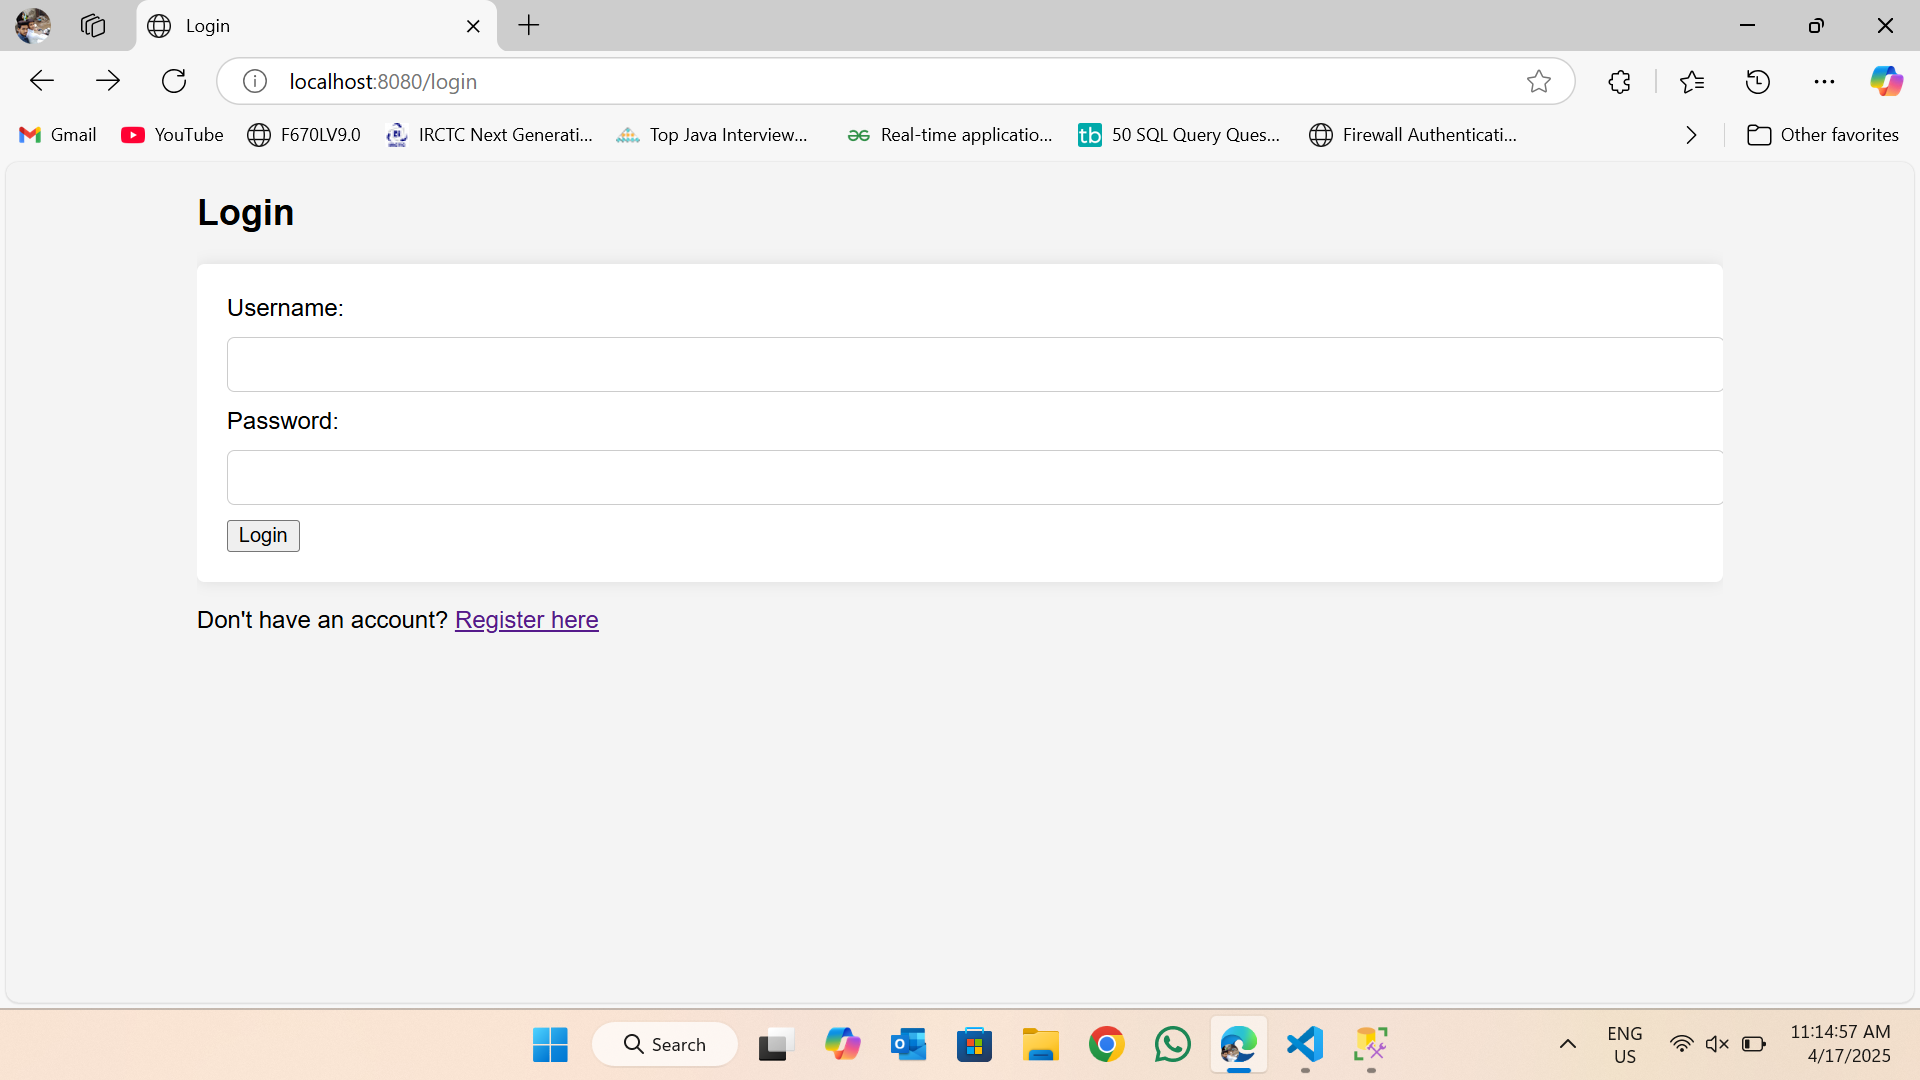 Login
localhost:8080/login
Gmail
YouTube
F670LV9.0
IRCTC Next Generati...
Top Java Interview...
Real-time applicatio...
tb
50 SQL Query Ques...
Firewall Authenticati...
Other favorites
Login
Username:
Password:
Login
Don't have an account? Register here
Search
ENG
US
11:14:57 AM
4/17/2025